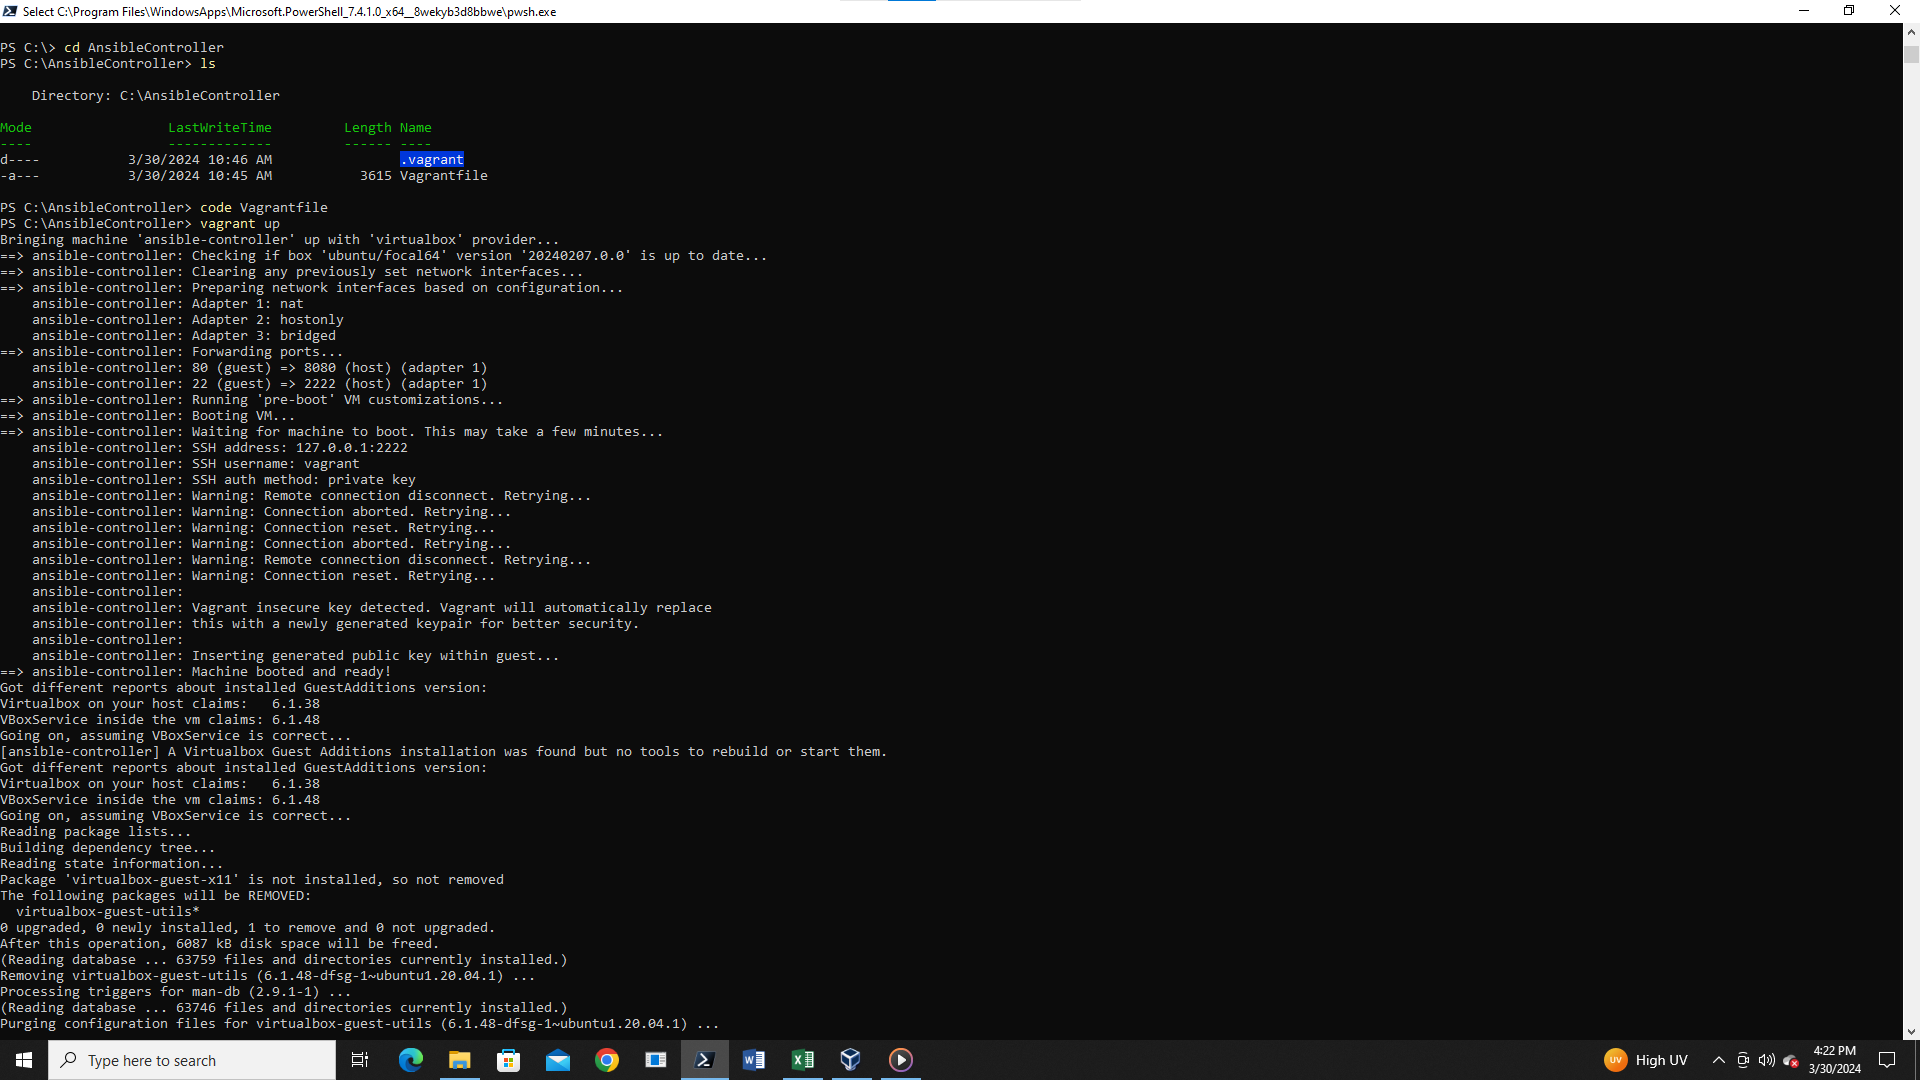 Select C:\Program Files\WindowsApps\Microsoft.PowerShell_7.4.1.0_x64__8wekyb3d8bbwe\pwsh.exe
PS C:\> cd AnsibleController
PS C:\AnsibleController> ls
Directory: C:\AnsibleController
Mode LastWriteTime Length Name
---- ------------- ------ ----
d---- 3/30/2024 10:46 AM .vagrant
-a--- 3/30/2024 10:45 AM 3615 Vagrantfile
PS C:\AnsibleController> code Vagrantfile
PS C:\AnsibleController> vagrant up
Bringing machine 'ansible-controller' up with 'virtualbox' provider...
==> ansible-controller: Checking if box 'ubuntu/focal64' version '20240207.0.0' is up to date...
==> ansible-controller: Clearing any previously set network interfaces...
==> ansible-controller: Preparing network interfaces based on configuration...
ansible-controller: Adapter 1: nat
ansible-controller: Adapter 2: hostonly
ansible-controller: Adapter 3: bridged
==> ansible-controller: Forwarding ports...
ansible-controller: 80 (guest) => 8080 (host) (adapter 1)
ansible-controller: 22 (guest) => 2222 (host) (adapter 1)
==> ansible-controller: Running 'pre-boot' VM customizations...
==> ansible-controller: Booting VM...
==> ansible-controller: Waiting for machine to boot. This may take a few minutes...
ansible-controller: SSH address: 127.0.0.1:2222
ansible-controller: SSH username: vagrant
ansible-controller: SSH auth method: private key
ansible-controller: Warning: Remote connection disconnect. Retrying...
ansible-controller: Warning: Connection aborted. Retrying...
ansible-controller: Warning: Connection reset. Retrying...
ansible-controller: Warning: Connection aborted. Retrying...
ansible-controller: Warning: Remote connection disconnect. Retrying...
ansible-controller: Warning: Connection reset. Retrying...
ansible-controller:
ansible-controller: Vagrant insecure key detected. Vagrant will automatically replace
ansible-controller: this with a newly generated keypair for better security.
ansible-controller:
ansible-controller: Inserting generated public key within guest...
==> ansible-controller: Machine booted and ready!
Got different reports about installed GuestAdditions version:
Virtualbox on your host claims: 6.1.38
VBoxService inside the vm claims: 6.1.48
Going on, assuming VBoxService is correct...
[ansible-controller] A Virtualbox Guest Additions installation was found but no tools to rebuild or start them.
Got different reports about installed GuestAdditions version:
Virtualbox on your host claims: 6.1.38
VBoxService inside the vm claims: 6.1.48
Going on, assuming VBoxService is correct...
Reading package lists...
Building dependency tree...
Reading state information...
Package 'virtualbox-guest-x11' is not installed, so not removed
The following packages will be REMOVED:
virtualbox-guest-utils*
0 upgraded, 0 newly installed, 1 to remove and 0 not upgraded.
After this operation, 6087 kB disk space will be freed.
(Reading database ... 63759 files and directories currently installed.)
Removing virtualbox-guest-utils (6.1.48-dfsg-1~ubuntu1.20.04.1) ...
Processing triggers for man-db (2.9.1-1) ...
(Reading database ... 63746 files and directories currently installed.)
Purging configuration files for virtualbox-guest-utils (6.1.48-dfsg-1~ubuntu1.20.04.1) ...
Type here to search
UV High UV
4:22 PM
3/30/2024